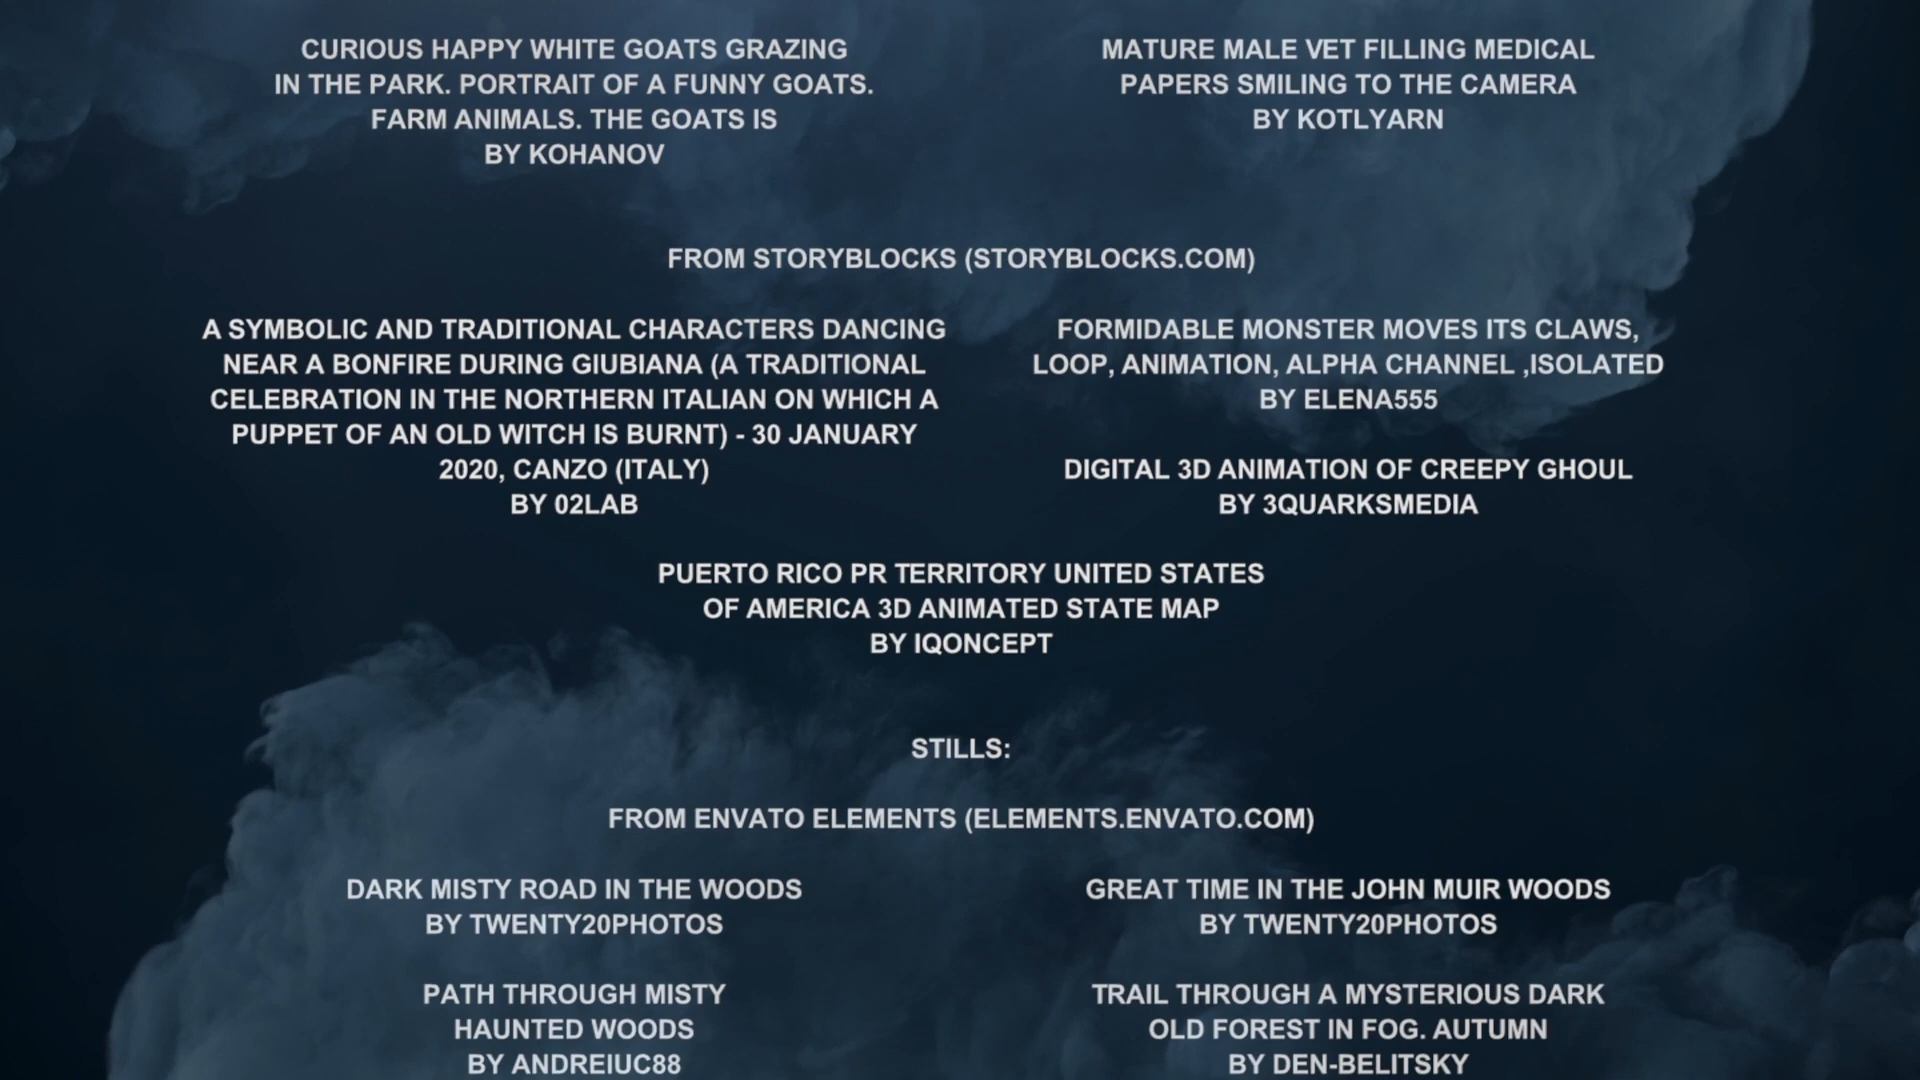 CURIOUS HAPPY WHITE GOATS GRAZING
IN THE PARK. PORTRAIT OF A FUNNY GOATS.
FARM ANIMALS. THE GOATS IS
BY KOHANOV
MATURE MALE VET FILLING MEDICAL
PAPERS SMILING TO THE CAMERA
BY KOTLYARN
FROM STORYBLOCKS (STORYBLOCKS.COM)
A SYMBOLIC AND TRADITIONAL CHARACTERS DANCING
NEAR A BONFIRE DURING GIUBIANA (A TRADITIONAL
CELEBRATION IN THE NORTHERN ITALIAN ON WHICH A
PUPPET OF AN OLD WITCH IS BURNT) - 30 JANUARY
2020, CANZO (ITALY)
BY 02LAB
FORMIDABLE MONSTER MOVES ITS CLAWS,
LOOP, ANIMATION, ALPHA CHANNEL ,ISOLATED
BY ELENA555
DIGITAL 3D ANIMATION OF CREEPY GHOUL
BY 3QUARKSMEDIA
PUERTO RICO PR TERRITORY UNITED STATES
OF AMERICA 3D ANIMATED STATE MAP
BY IQONCEPT
STILLS:
FROM ENVATO ELEMENTS (ELEMENTS.ENVATO.COM)
DARK MISTY ROAD IN THE WOODS
BY TWENTY20PHOTOS
GREAT TIME IN THE JOHN MUIR WOODS
BY TWENTY20PHOTOS
PATH THROUGH MISTY
HAUNTED WOODS
BY ANDREIUC88
TRAIL THROUGH A MYSTERIOUS DARK
OLD FOREST IN FOG. AUTUMN
BY DEN-BELITSKY